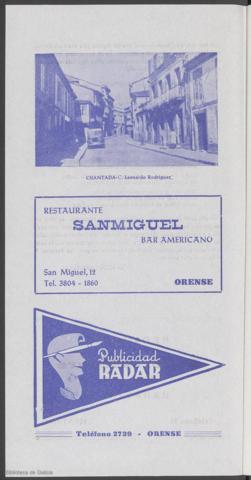 CHANTADA-C. Leonardo Rodríguez
RESTAURANTE
SANMIGUEL
BAR AMERICANO
San Miguel, 12
Tel. 3804 - 1860
ORENSE
Publicidad
RADAR
Teléfono 2739 - ORENSE
Biblioteca de Galicia